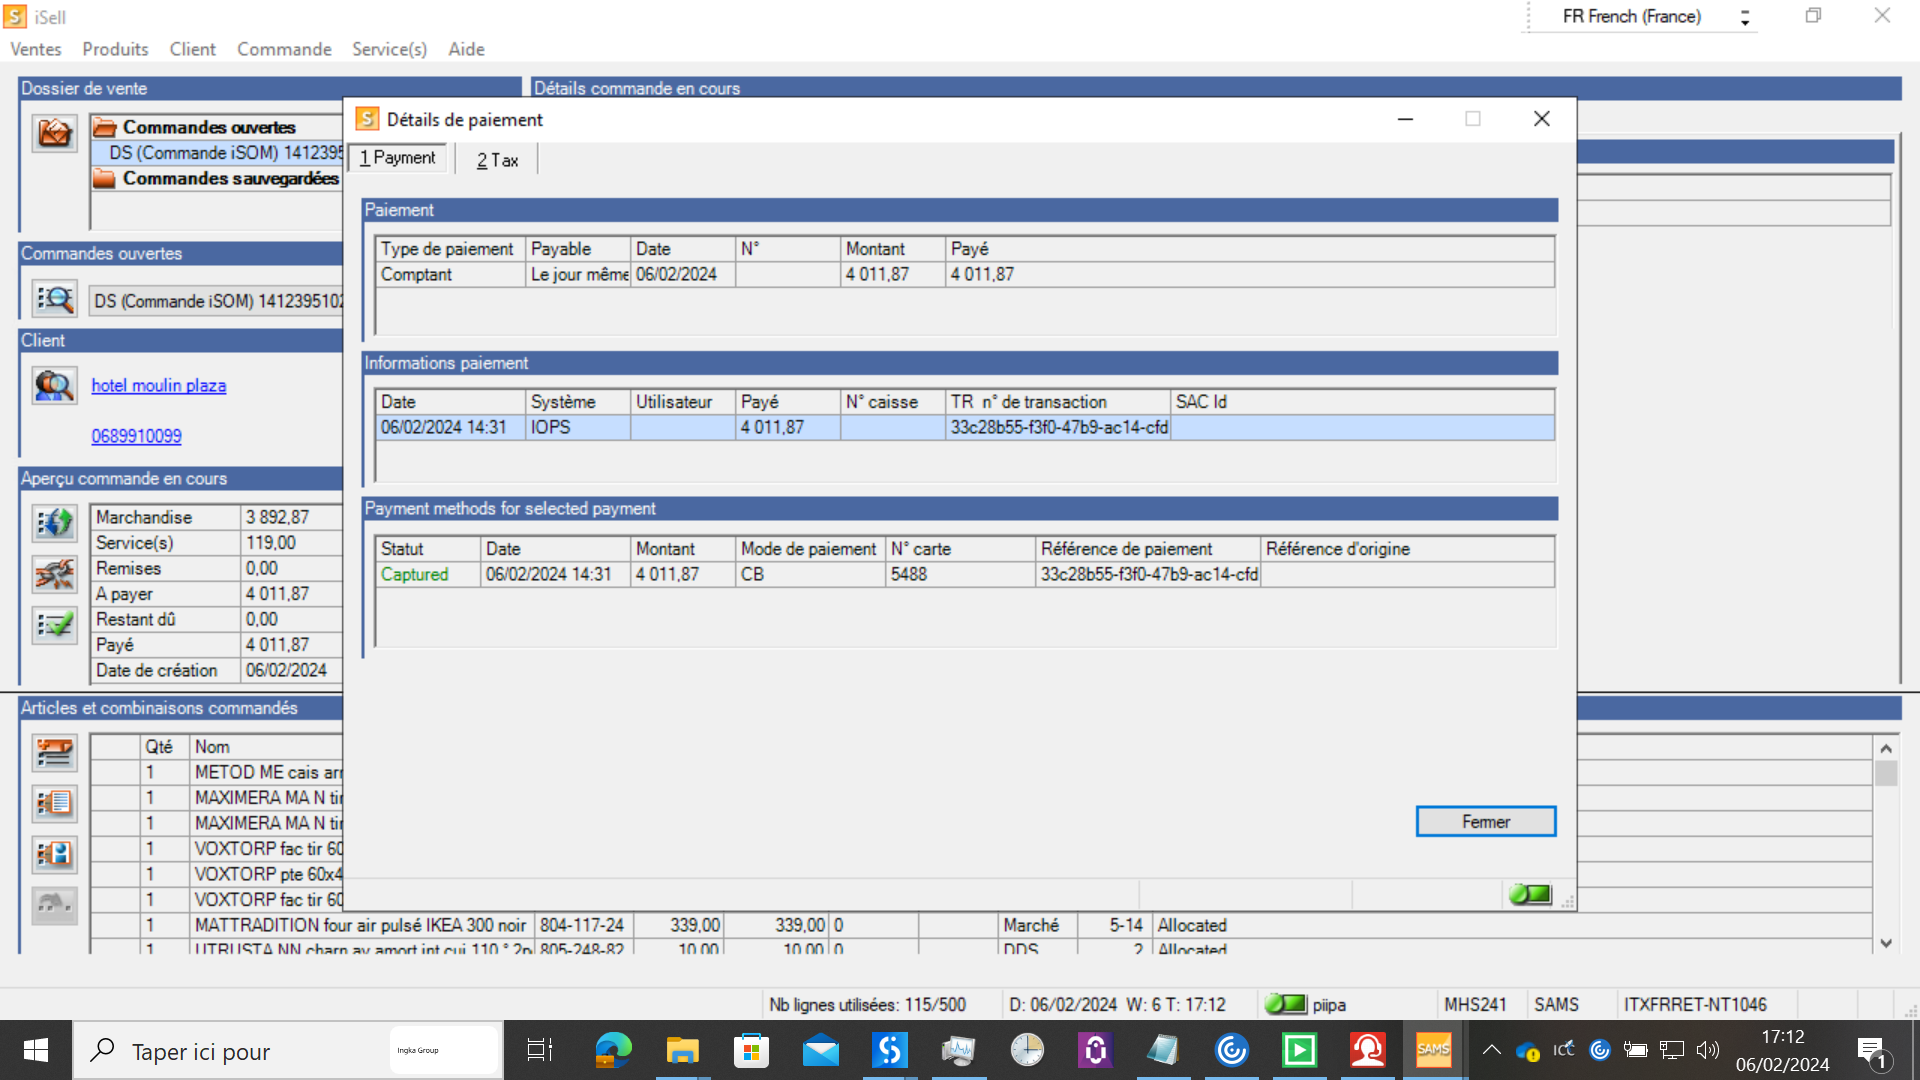 iSell
FR French (France)
Ventes Produits Client Commande Service(s) Aide
Dossier de vente
Détails commande en cours
Commandes ouvertes
DS (Commande iSOM) 1412395
Commandes sauvegardées
Commandes ouvertes
DS (Commande iSOM) 141239510
Client
hotel moulin plaza
0689910099
Aperçu commande en cours
Marchandise 3 892,87
Service(s) 119,00
Remises 0,00
A payer 4 011,87
Restant dû 0,00
Payé 4 011,87
Date de création 06/02/2024
Détails de paiement
1 Payment 2 Tax
Paiement
Type de paiement Payable Date N° Montant Payé
Comptant Le jour même 06/02/2024 4 011,87 4 011,87
Informations paiement
Date Système Utilisateur Payé N° caisse TR n° de transaction SAC Id
06/02/2024 14:31 IOPS 4 011,87 33c28b55-f3f0-47b9-ac14-cfd
Payment methods for selected payment
Statut Date Montant Mode de paiement N° carte Référence de paiement Référence d'origine
Captured 06/02/2024 14:31 4 011,87 CB 5488 33c28b55-f3f0-47b9-ac14-cfd
Fermer
Articles et combinaisons commandés
Qté Nom
1 METOD ME cais arr
1 MAXIMERA MA N tir
1 MAXIMERA MA N tir
1 VOXTORP fac tir 60
1 VOXTORP pte 60x4
1 VOXTORP fac tir 60
1 MATTRADITION four air pulsé IKEA 300 noir 804-117-24 339,00 339,00 0 Marché 5-14 Allocated
1 UTRUSTA NN charn av amort int cui 110 ° 2p 805-248-82 10,00 10,00 0 DDS 2 Allocated
Nb lignes utilisées: 115/500 D: 06/02/2024 W: 6 T: 17:12 piipa MHS241 SAMS ITXFRRET-NT1046
Taper ici pour
Ingka Group
SAMS
ICC
17:12
06/02/2024
1